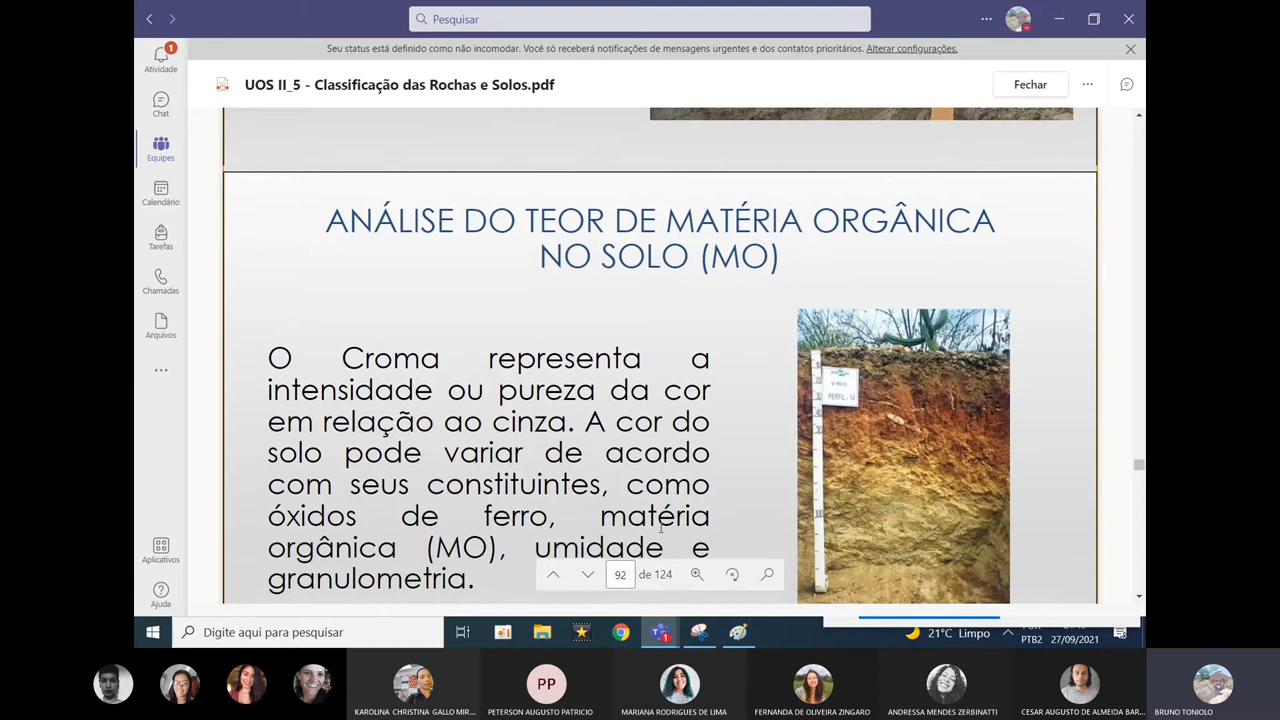 Pesquisar
Seu status está definido como não incomodar. Você só receberá notificações de mensagens urgentes e dos contatos prioritários. Alterar configurações.
1
Atividade
UOS II_5 - Classificação das Rochas e Solos.pdf
Fechar
Chat
Equipes
Calendário
Tarefas
Chamadas
Arquivos
Aplicativos
Ajuda
ANÁLISE DO TEOR DE MATÉRIA ORGÂNICA
NO SOLO (MO)
O Croma representa a
intensidade ou pureza da cor
em relação ao cinza. A cor do
solo pode variar de acordo
com seus constituintes, como
óxidos de ferro, matéria
orgânica (MO), umidade e
granulometria.
PERFIL - 14
92 de 124
Digite aqui para pesquisar
1
21°C Limpo
PTB2
27/09/2021
KAROLINA CHRISTINA GALLO MIR...
PP
PETERSON AUGUSTO PATRICIO
MARIANA RODRIGUES DE LIMA
FERNANDA DE OLIVEIRA ZINGARO
ANDRESSA MENDES ZERBINATTI
CESAR AUGUSTO DE ALMEIDA BAR...
BRUNO TONIOLO